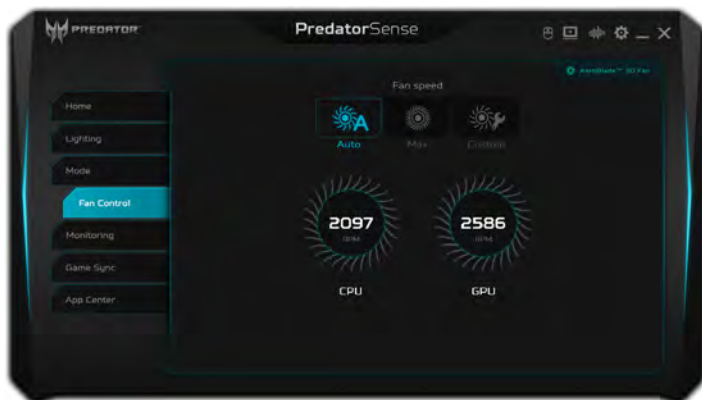 PREDATOR
PredatorSense
AeroBlade™ 3D Fan
Fan speed
Home
Lighting
Mode
Fan Control
Monitoring
Game Sync
App Center
Auto
Max
Custom
2097
RPM
2586
RPM
CPU
GPU